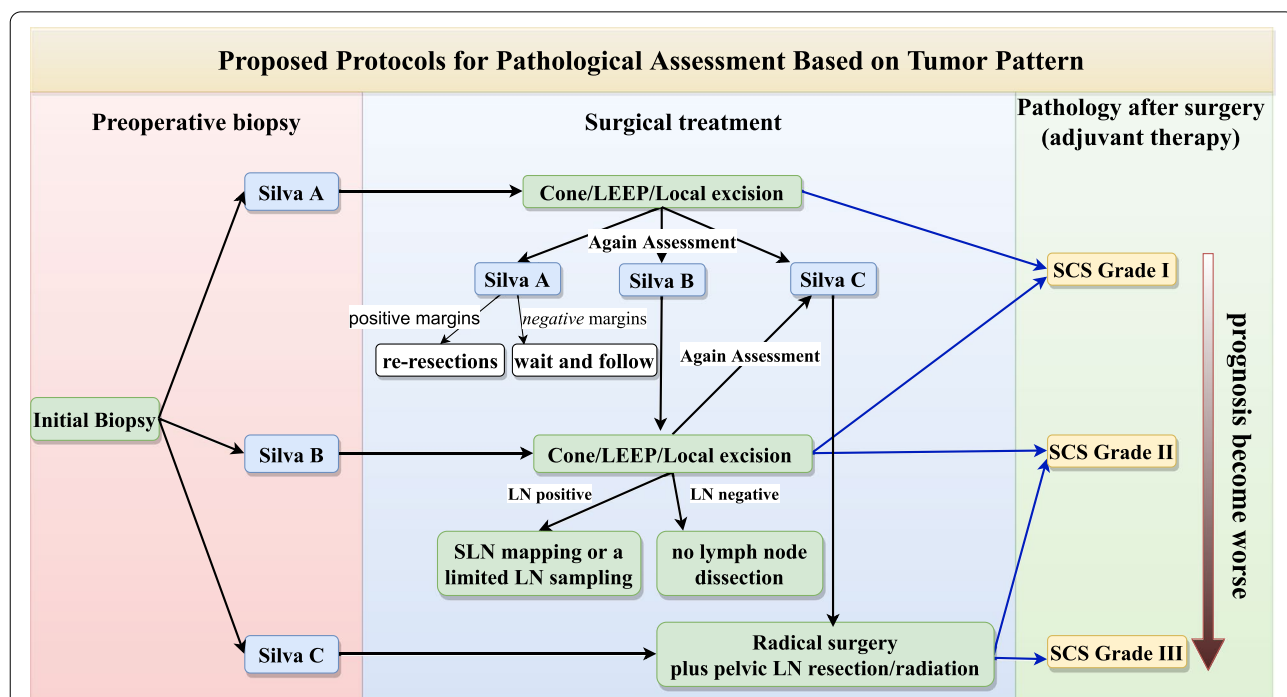 Proposed Protocols for Pathological Assessment Based on Tumor Pattern
Preoperative biopsy
Surgical treatment
Pathology after surgery
(adjuvant therapy)
Silva A
Cone/LEEP/Local excision
Again Assessment
Silva A
Silva B
Silva C
SCS Grade I
positive margins
negative margins
re-resections
wait and follow
Again Assessment
prognosis become worse
Initial Biopsy
Silva B
Cone/LEEP/Local excision
SCS Grade II
LN positive
LN negative
SLN mapping or a
limited LN sampling
no lymph node
dissection
Silva C
Radical surgery
plus pelvic LN resection/radiation
SCS Grade III